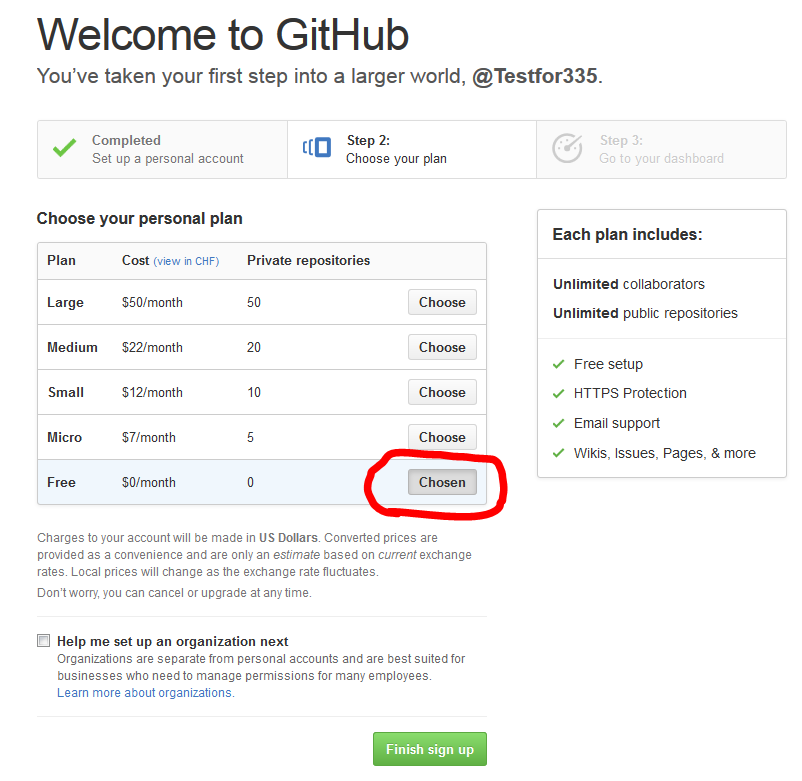 Welcome to GitHub
You've taken your first step into a larger world, @Testfor335.
Completed
Set up a personal account
Step 2:
Choose your plan
Step 3:
Go to your dashboard
Choose your personal plan
Plan Cost (view in CHF) Private repositories
Large $50/month 50 Choose
Medium $22/month 20 Choose
Small $12/month 10 Choose
Micro $7/month 5 Choose
Free $0/month 0 Chosen
Charges to your account will be made in US Dollars. Converted prices are
provided as a convenience and are only an estimate based on current exchange
rates. Local prices will change as the exchange rate fluctuates.
Don't worry, you can cancel or upgrade at any time.
Help me set up an organization next
Organizations are separate from personal accounts and are best suited for
businesses who need to manage permissions for many employees.
Learn more about organizations.
Finish sign up
Each plan includes:
Unlimited collaborators
Unlimited public repositories
Free setup
HTTPS Protection
Email support
Wikis, Issues, Pages, & more